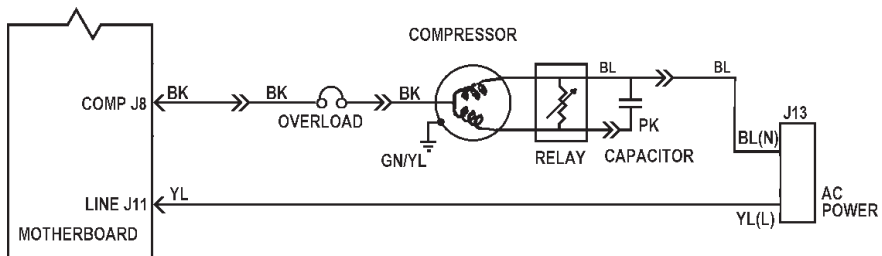 COMPRESSOR
COMP J8
BK
BK
BK
BL
BL
OVERLOAD
GN/YL
RELAY
CAPACITOR
PK
J13
BL(N)
AC
POWER
YL(L)
LINE J11
YL
MOTHERBOARD